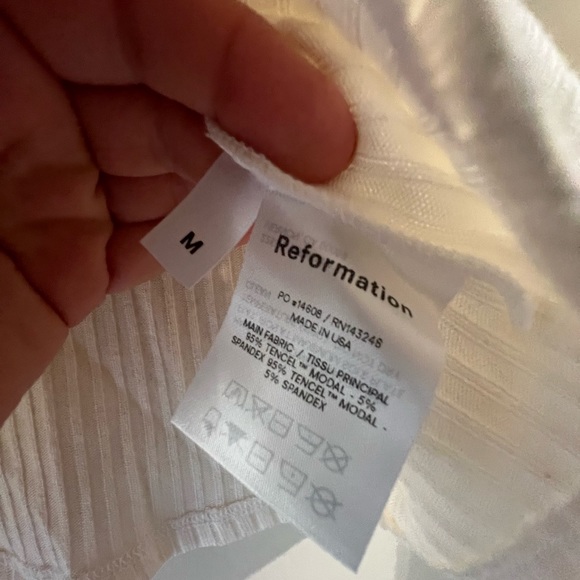 M
Reformation
PO #14608 / RN143246
MADE IN USA
MAIN FABRIC / TISSU PRINCIPAL
95% TENCEL™ MODAL - 5%
SPANDEX 95% TENCEL™ MODAL -
5% SPANDEX